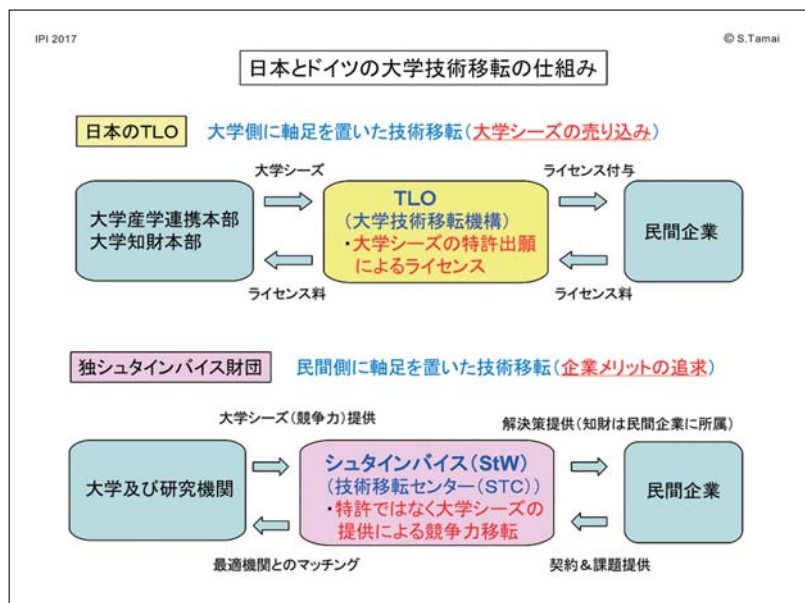 IPI 2017
© S.Tamai
日本とドイツの大学技術移転の仕組み
日本のTLO
大学側に軸足を置いた技術移転(大学シーズの売り込み)
大学シーズ
ライセンス付与
大学産学連携本部
大学知財本部
TLO
(大学技術移転機構)
・大学シーズの特許出願
によるライセンス
民間企業
ライセンス料
ライセンス料
独シュタインバイス財団
民間側に軸足を置いた技術移転(企業メリットの追求)
大学シーズ(競争力)提供
解決策提供(知財は民間企業に所属)
大学及び研究機関
シュタインバイス(StW)
(技術移転センター(STC))
・特許ではなく大学シーズの
提供による競争力移転
民間企業
最適機関とのマッチング
契約&課題提供